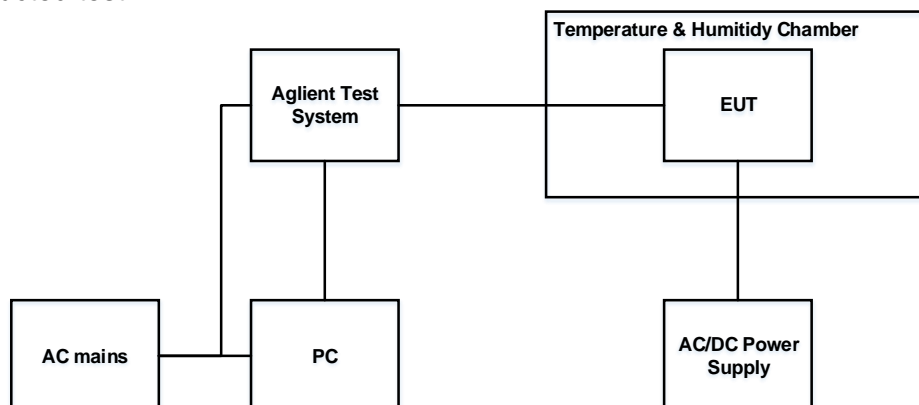 Temperature & Humitidy Chamber
Aglient Test
System
EUT
AC mains
PC
AC/DC Power
Supply